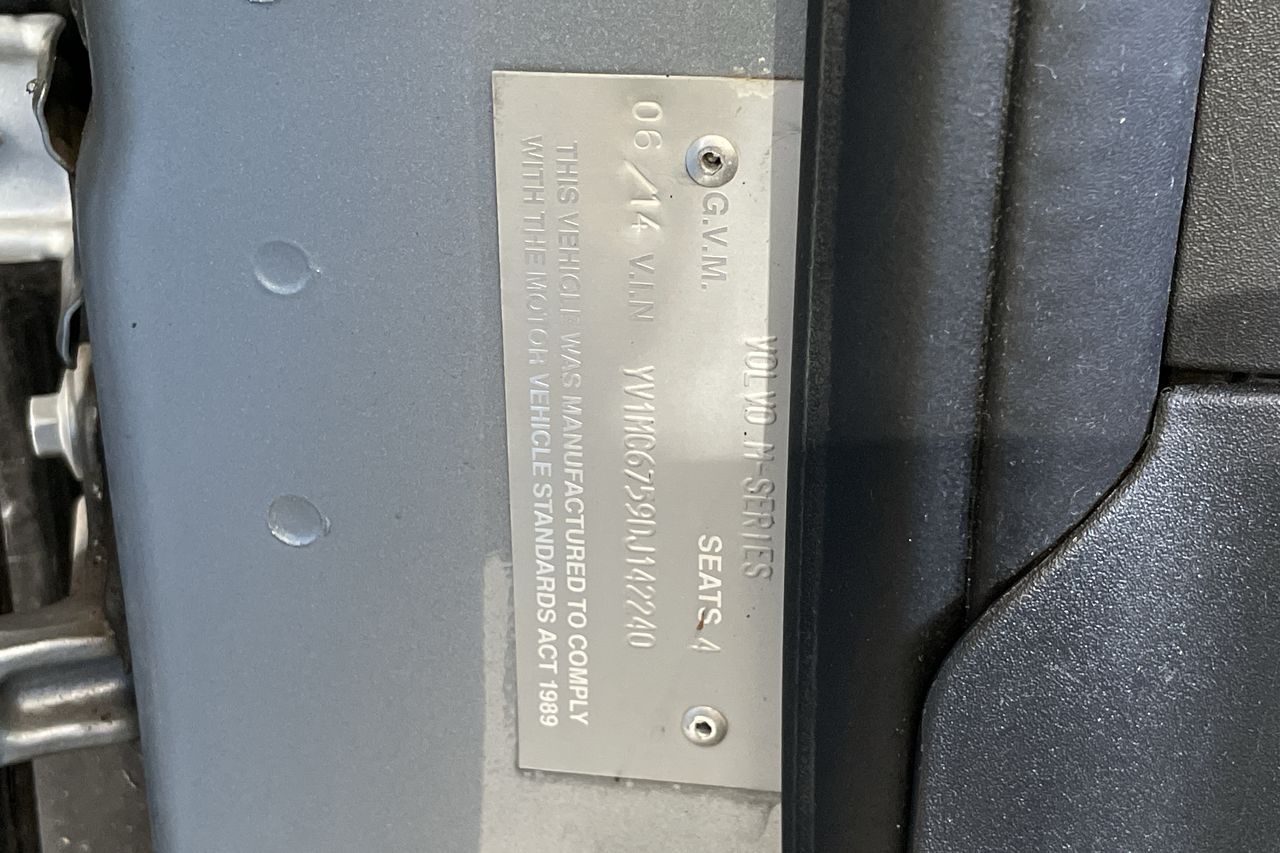 VOLVO M-SERIES
G.V.M. SEATS 4
06/14 V.I.N YV1MC6759DJ142240
THIS VEHICLE WAS MANUFACTURED TO COMPLY
WITH THE MOTOR VEHICLE STANDARDS ACT 1989